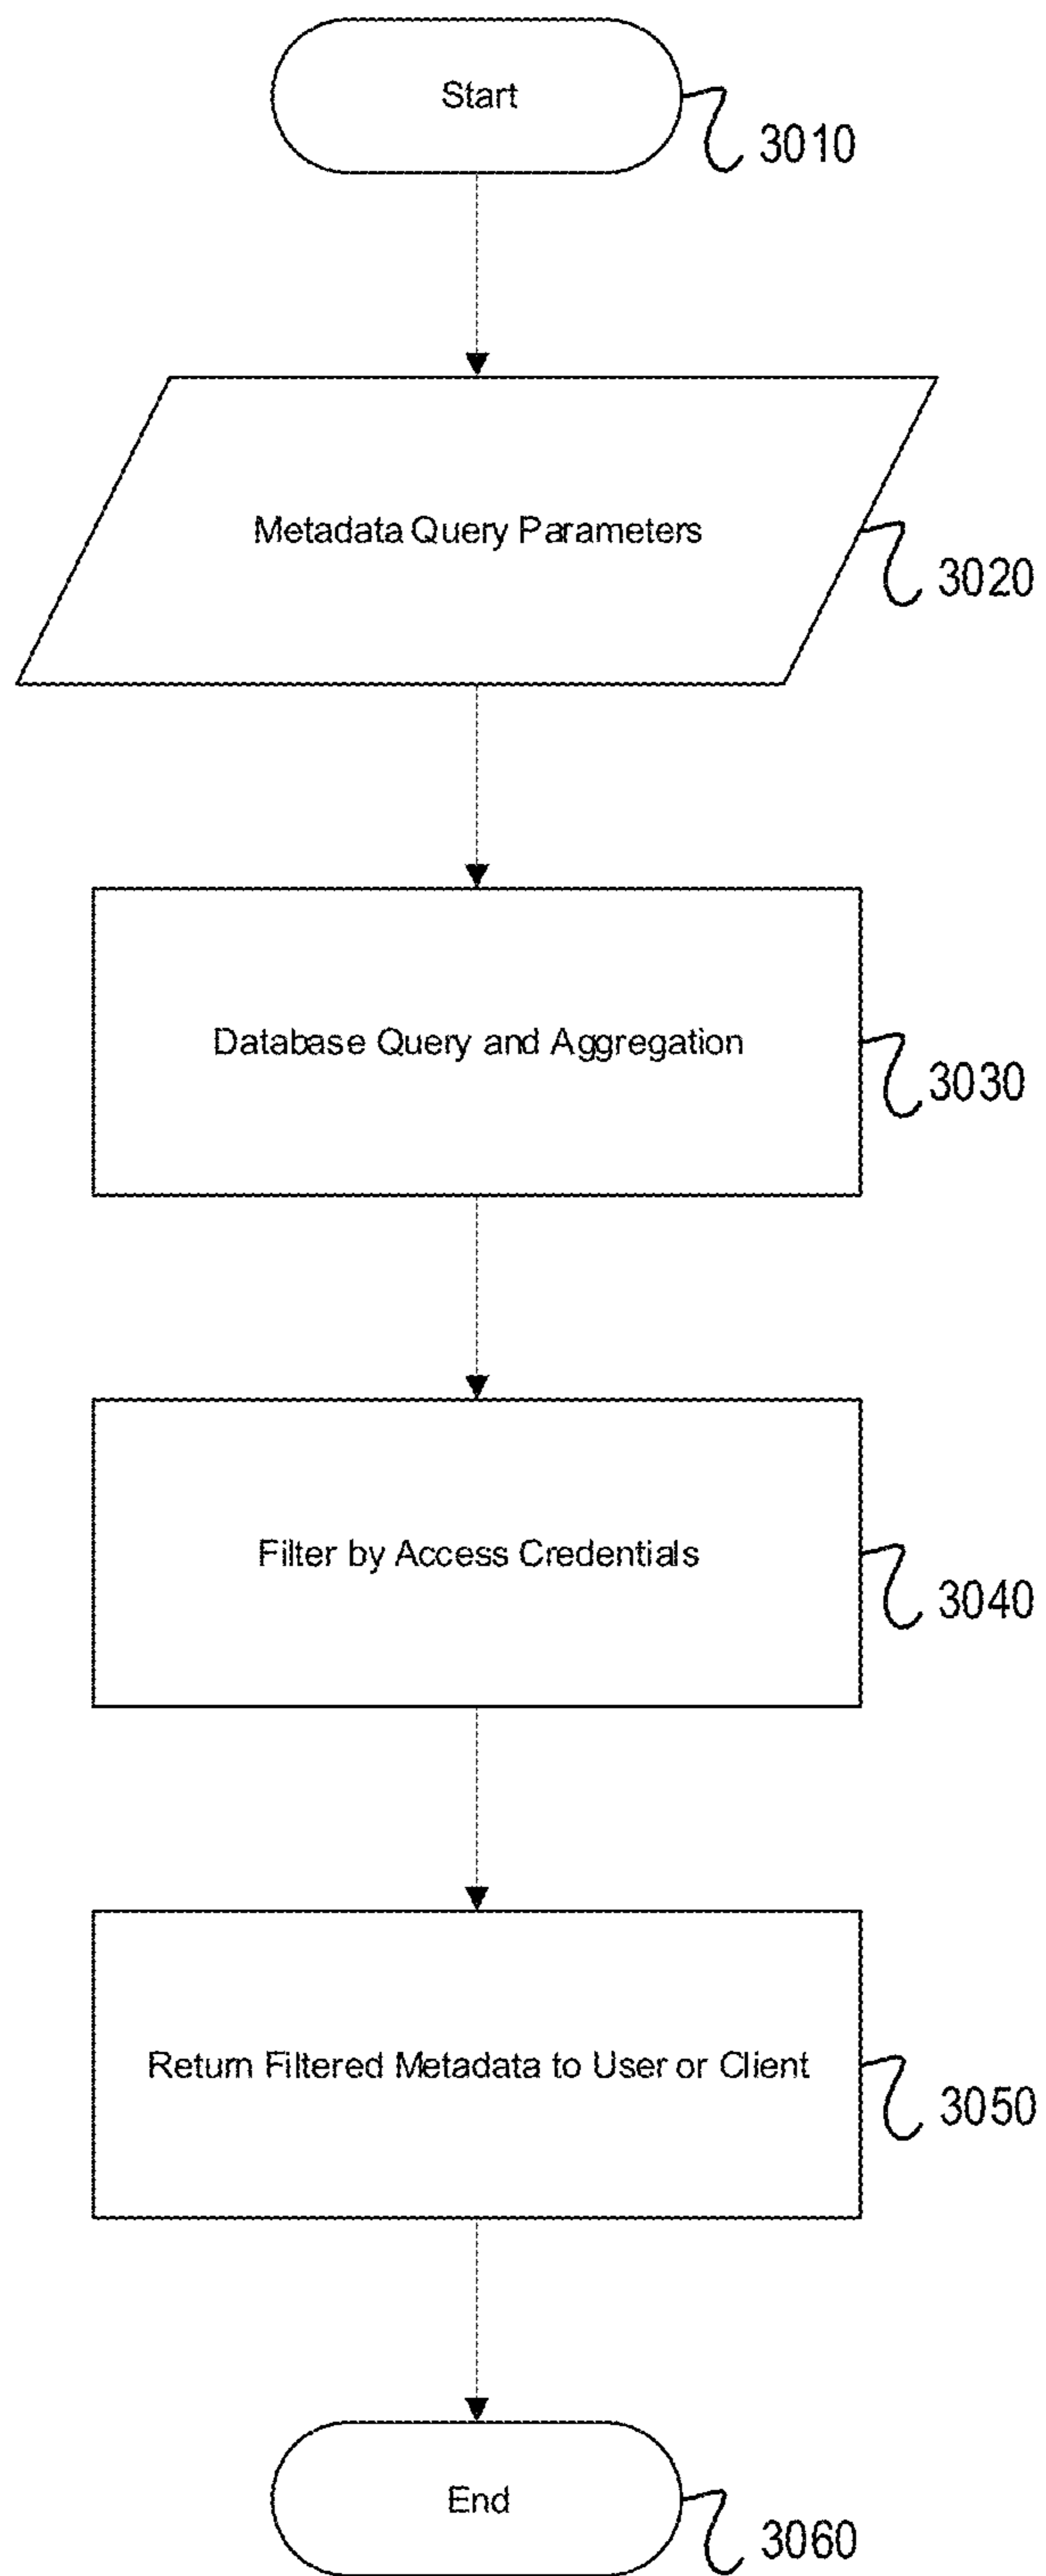 Start
3010
Metadata Query Parameters
3020
Database Query and Aggregation
3030
Filter by Access Credentials
3040
Return Filtered Metadata to User or Client
3050
End
3060